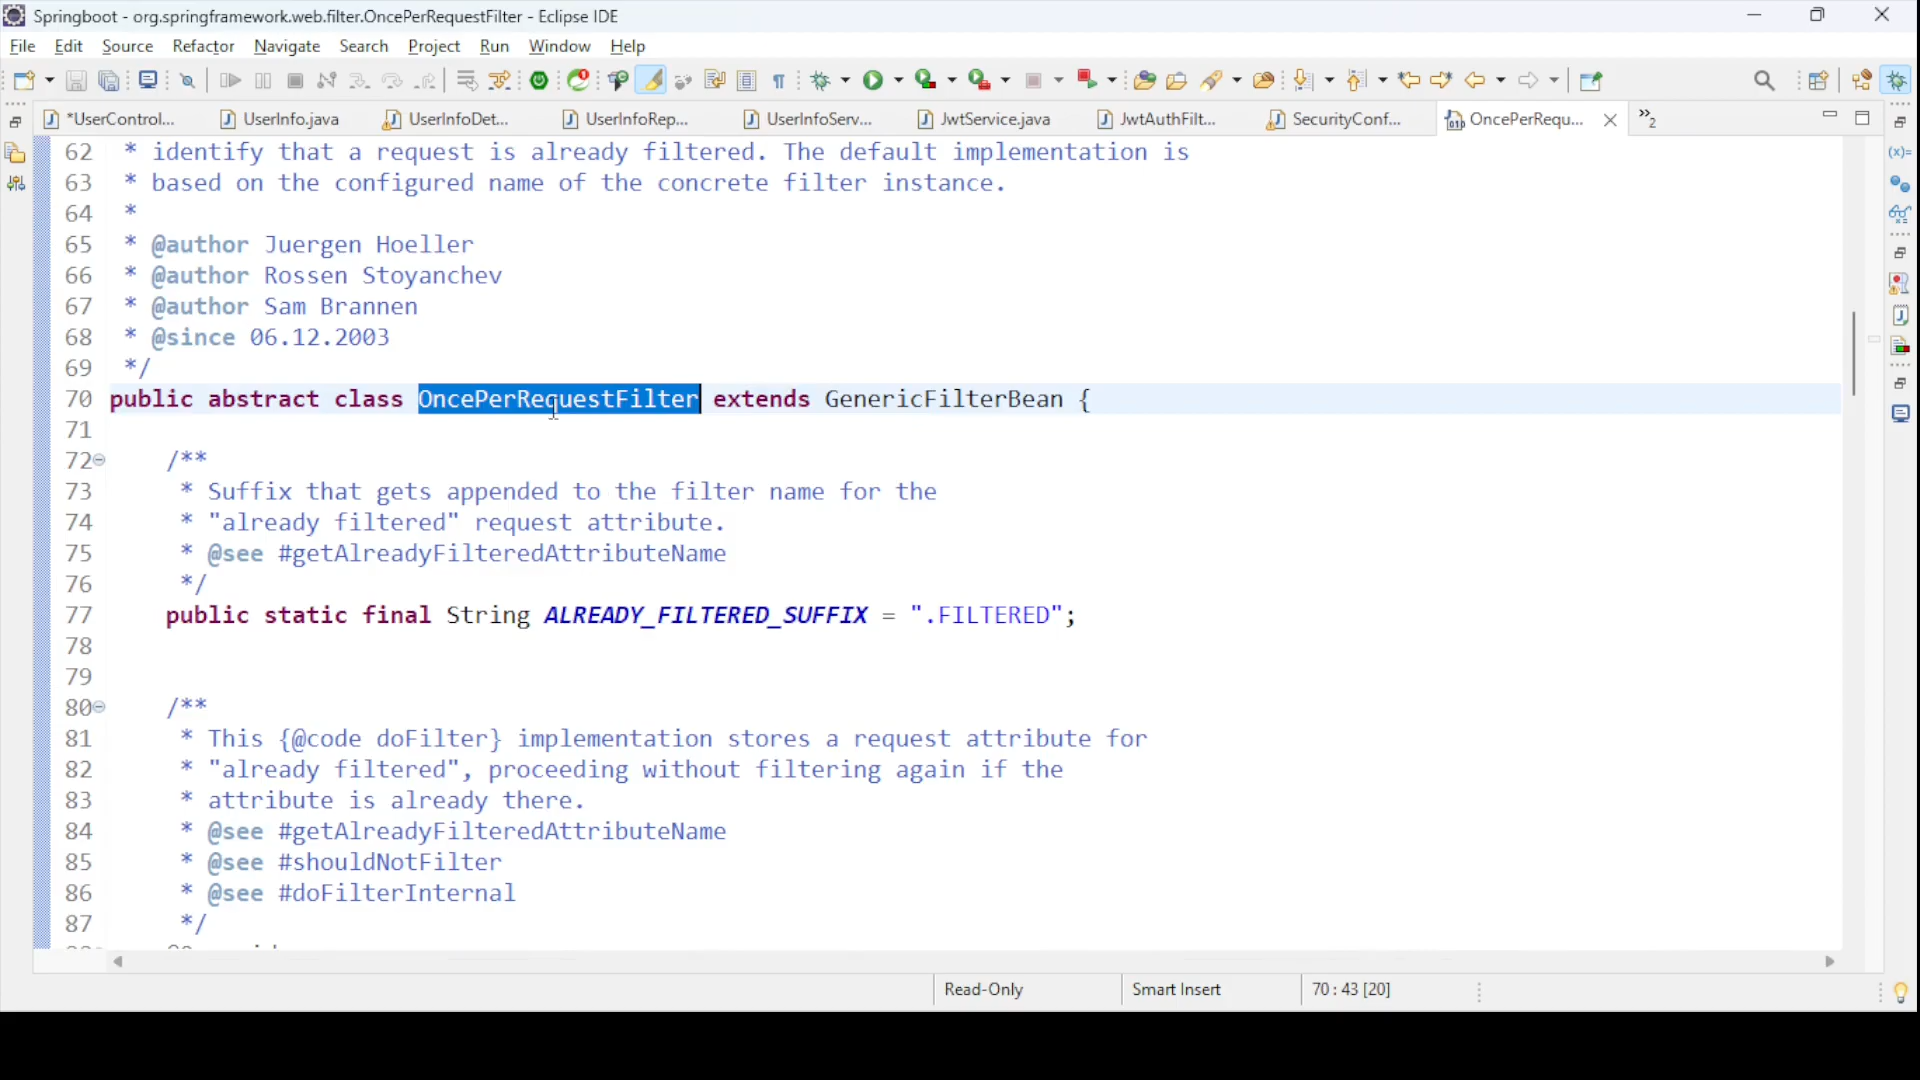 Springboot - org.springframework.web.filter.OncePerRequestFilter - Eclipse IDE
File Edit Source Refactor Navigate Search Project Run Window Help
*UserControl... UserInfo.java UserInfoDet... UserInfoRep... UserInfoServ... JwtService.java JwtAuthFilt... SecurityConf... OncePerRequ... »2
62 * identify that a request is already filtered. The default implementation is
63 * based on the configured name of the concrete filter instance.
64 *
65 * @author Juergen Hoeller
66 * @author Rossen Stoyanchev
67 * @author Sam Brannen
68 * @since 06.12.2003
69 */
70 public abstract class OncePerRequestFilter extends GenericFilterBean {
71
72 /**
73 * Suffix that gets appended to the filter name for the
74 * "already filtered" request attribute.
75 * @see #getAlreadyFilteredAttributeName
76 */
77 public static final String ALREADY_FILTERED_SUFFIX = ".FILTERED";
78
79
80 /**
81 * This {@code doFilter} implementation stores a request attribute for
82 * "already filtered", proceeding without filtering again if the
83 * attribute is already there.
84 * @see #getAlreadyFilteredAttributeName
85 * @see #shouldNotFilter
86 * @see #doFilterInternal
87 */
Read-Only Smart Insert 70 : 43 [20]